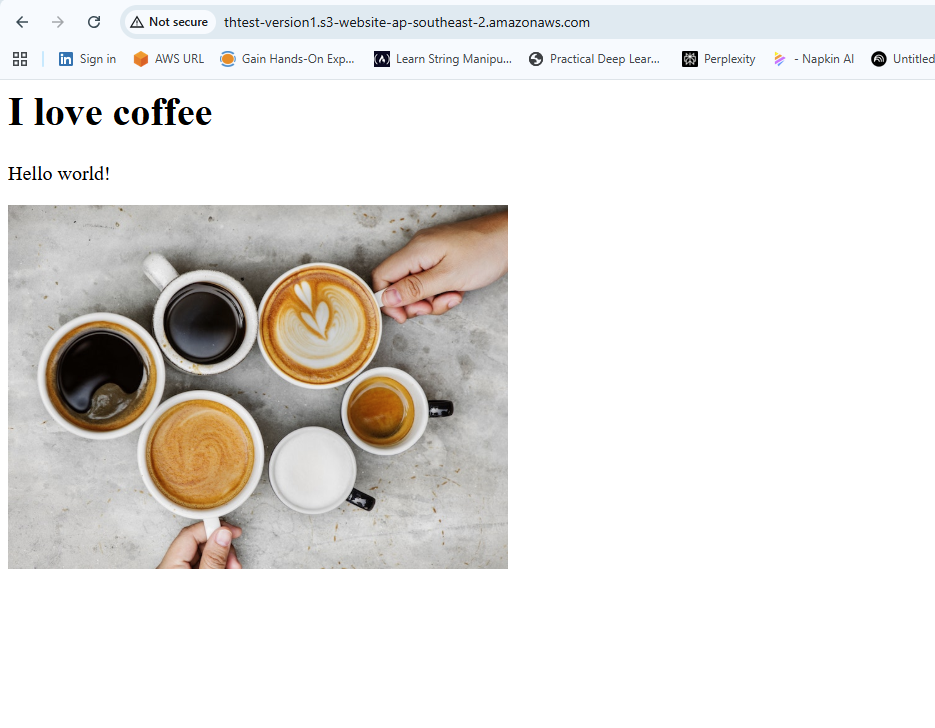 Not secure thtest-version1.s3-website-ap-southeast-2.amazonaws.com
Sign in AWS URL Gain Hands-On Exp... Learn String Manipu... Practical Deep Lear... Perplexity - Napkin AI Untitled
I love coffee
Hello world!